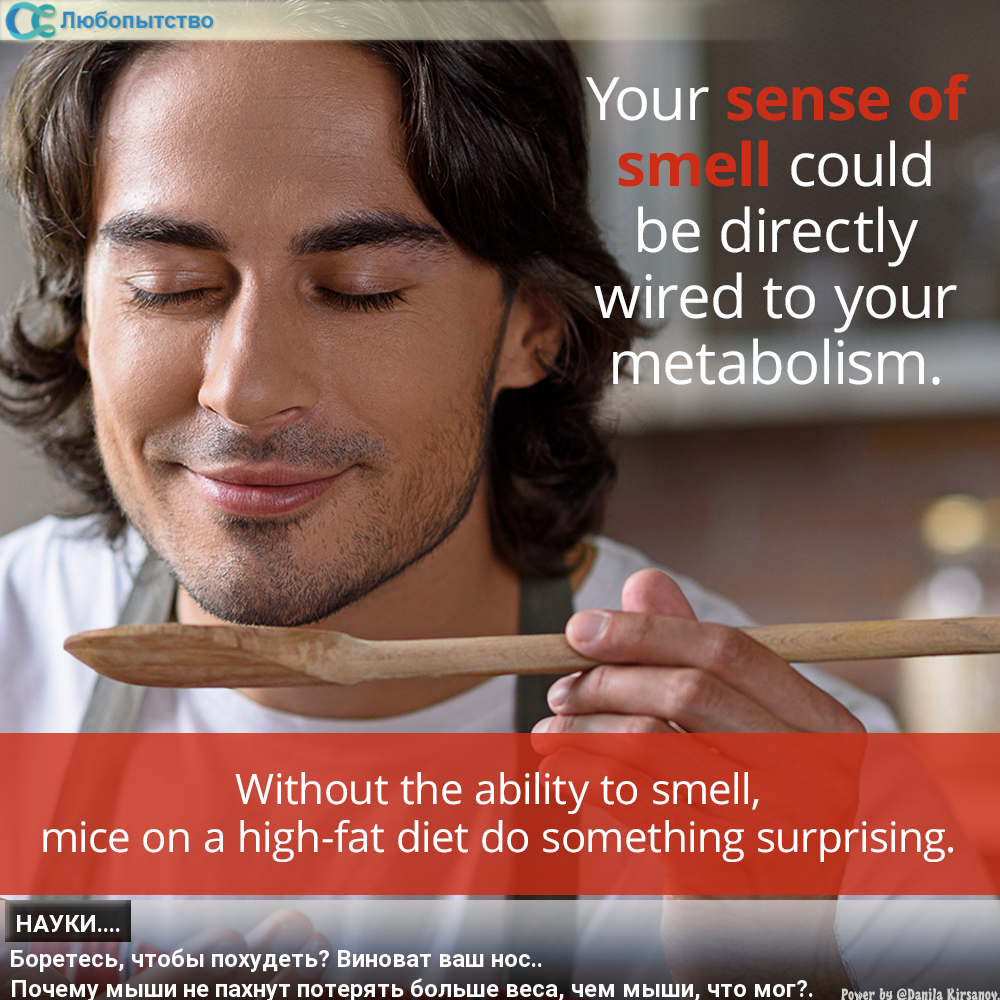 Любопытство
Your sense of
smell could
be directly
wired to your
metabolism.
Without the ability to smell,
mice on a high-fat diet do something surprising.
НАУКИ....
Боретесь, чтобы похудеть? Виноват ваш нос..
Почему мыши не пахнут потерять больше веса, чем мыши, что мог?.
Power by @Danila Kirsanov